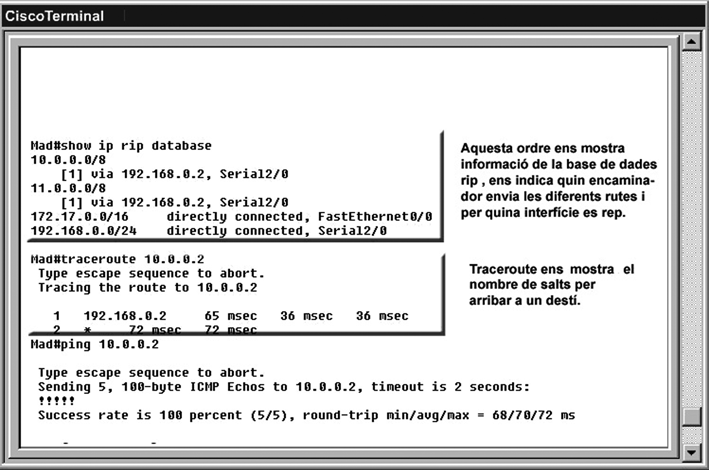 CiscoTerminal
Mad#show ip rip database
10.0.0.0/8
[1] via 192.168.0.2, Serial2/0
11.0.0.0/8
[1] via 192.168.0.2, Serial2/0
172.17.0.0/16 directly connected, FastEthernet0/0
192.168.0.0/24 directly connected, Serial2/0
Aquesta ordre ens mostra
informació de la base de dades
rip , ens indica quin encamina-
dor envia les diferents rutes i
per quina interfície es rep.
Mad#traceroute 10.0.0.2
Type escape sequence to abort.
Tracing the route to 10.0.0.2
1 192.168.0.2 65 msec 36 msec 36 msec
2 * 72 msec 72 msec
Traceroute ens mostra el
nombre de salts per
arribar a un destí.
Mad#ping 10.0.0.2
Type escape sequence to abort.
Sending 5, 100-byte ICMP Echos to 10.0.0.2, timeout is 2 seconds:
!!!!!
Success rate is 100 percent (5/5), round-trip min/avg/max = 68/70/72 ms